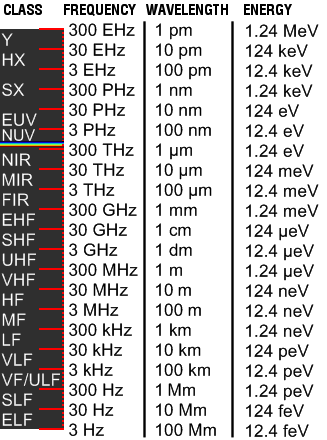 CLASS FREQUENCY WAVELENGTH ENERGY
300 EHz 1 pm 1.24 MeV
Y
30 EHz 10 pm 124 keV
HX
3 EHz 100 pm 12.4 keV
SX 300 PHz 1 nm 1.24 keV
30 PHz 10 nm 124 eV
EUV
3 PHz 100 nm 12.4 eV
NUV
300 THz 1 µm 1.24 eV
NIR
30 THz 10 µm 124 meV
MIR
3 THz 100 µm 12.4 meV
FIR
300 GHz 1 mm 1.24 meV
EHF
30 GHz 1 cm 124 µeV
SHF
3 GHz 1 dm 12.4 µeV
UHF
300 MHz 1 m 1.24 µeV
VHF
30 MHz 10 m 124 neV
HF
3 MHz 100 m 12.4 neV
MF
300 kHz 1 km 1.24 neV
LF
30 kHz 10 km 124 peV
VLF
3 kHz 100 km 12.4 peV
VF/ULF
300 Hz 1 Mm 1.24 peV
SLF
30 Hz 10 Mm 124 feV
ELF
3 Hz 100 Mm 12.4 feV